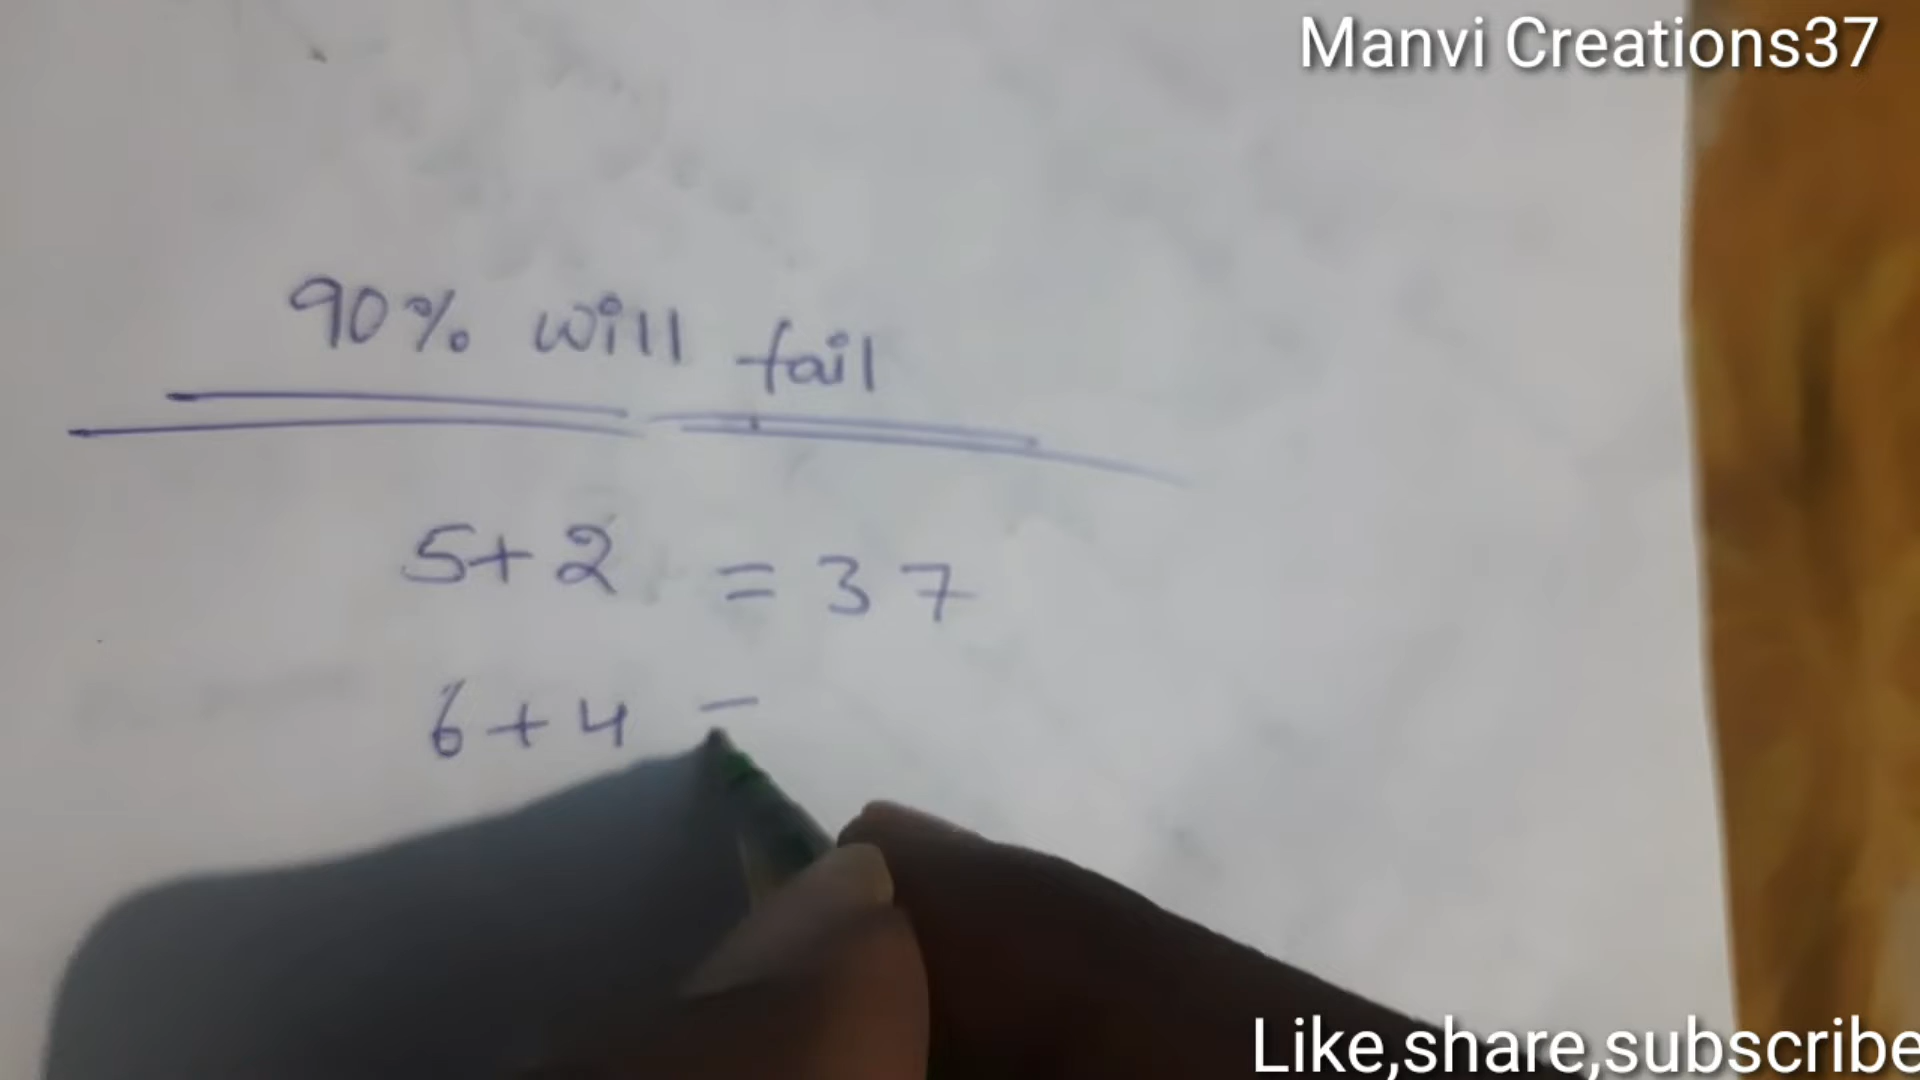 Manvi Creations37
90% will fail
5+2 = 37
6+4 =
Like,share,subscribe